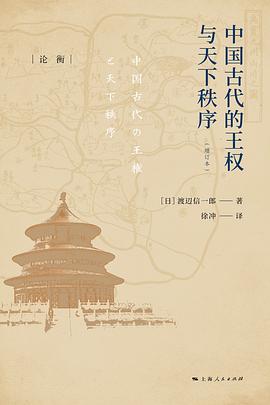 中国古代的王权
与天下秩序
(增订本)
| 论 衡 |
中国古代の王権
と天下秩序
[日] 渡辺信一郎 —— 著
徐冲 —— 译
上海人民出版社